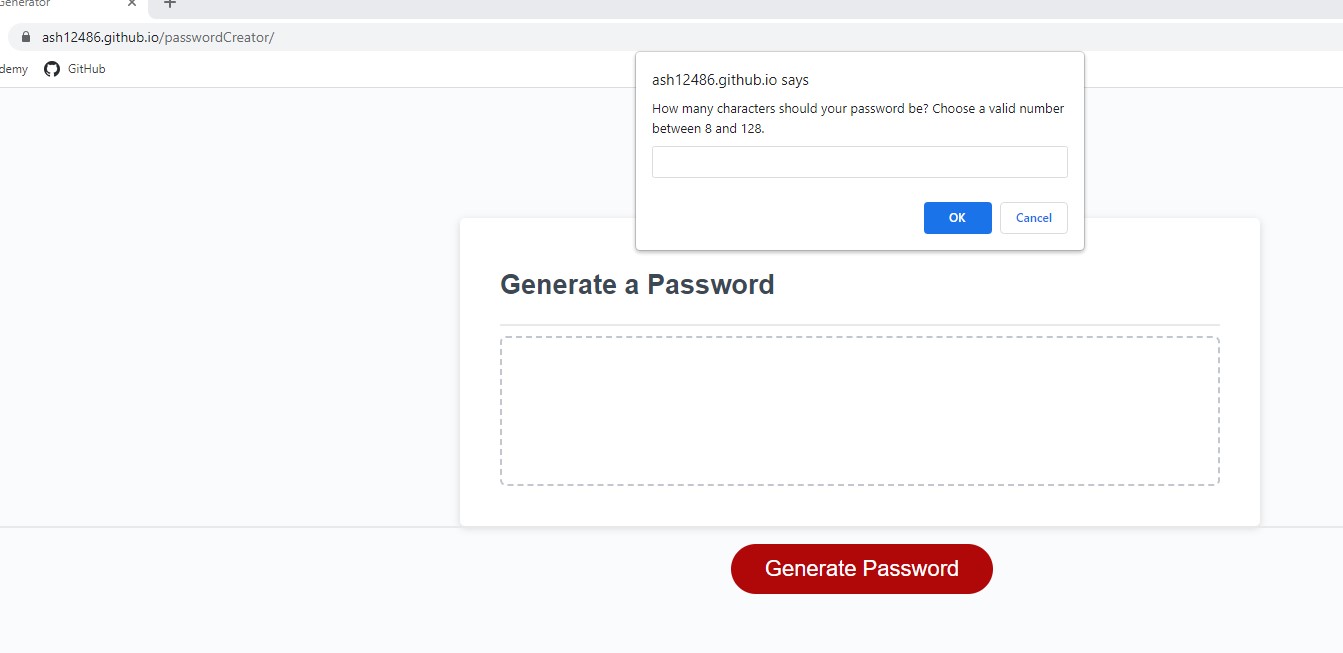 Generator
ash12486.github.io/passwordCreator/
GitHub
ash12486.github.io says
How many characters should your password be? Choose a valid number
between 8 and 128.
OK Cancel
Generate a Password
Generate Password